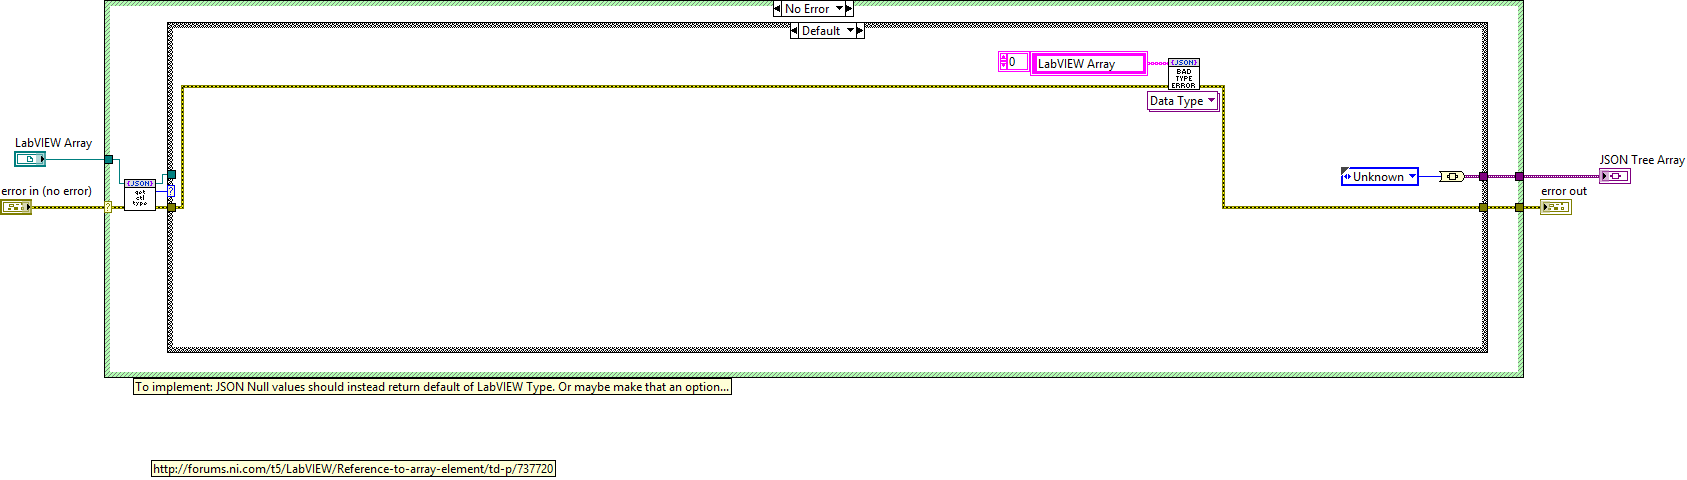 No Error
Default
0
LabVIEW Array
{JSON}
BAD
TYPE
ERROR
Data Type
LabVIEW Array
{JSON}
get
ctl
type
?
error in (no error)
?
Unknown
JSON Tree Array
error out
To implement: JSON Null values should instead return default of LabVIEW Type. Or maybe make that an option...
http://forums.ni.com/t5/LabVIEW/Reference-to-array-element/td-p/737720